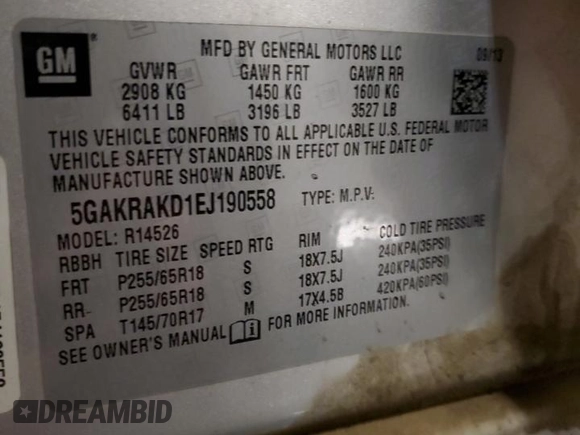 GM ®
MFD BY GENERAL MOTORS LLC 09/13
GVWR GAWR FRT GAWR RR
2908 KG 1450 KG 1600 KG
6411 LB 3196 LB 3527 LB
THIS VEHICLE CONFORMS TO ALL APPLICABLE U.S. FEDERAL MOTOR
VEHICLE SAFETY STANDARDS IN EFFECT ON THE DATE OF
MANUFACTURE SHOWN ABOVE.
5GAKRAKD1EJ190558 TYPE: M.P.V.
MODEL: R14526
RBBH TIRE SIZE SPEED RTG RIM COLD TIRE PRESSURE
FRT P255/65R18 S 18X7.5J 240KPA(35PSI)
RR P255/65R18 S 18X7.5J 240KPA(35PSI)
SPA T145/70R17 M 17X4.5B 420KPA(60PSI)
SEE OWNER'S MANUAL FOR MORE INFORMATION.
DREAMBID